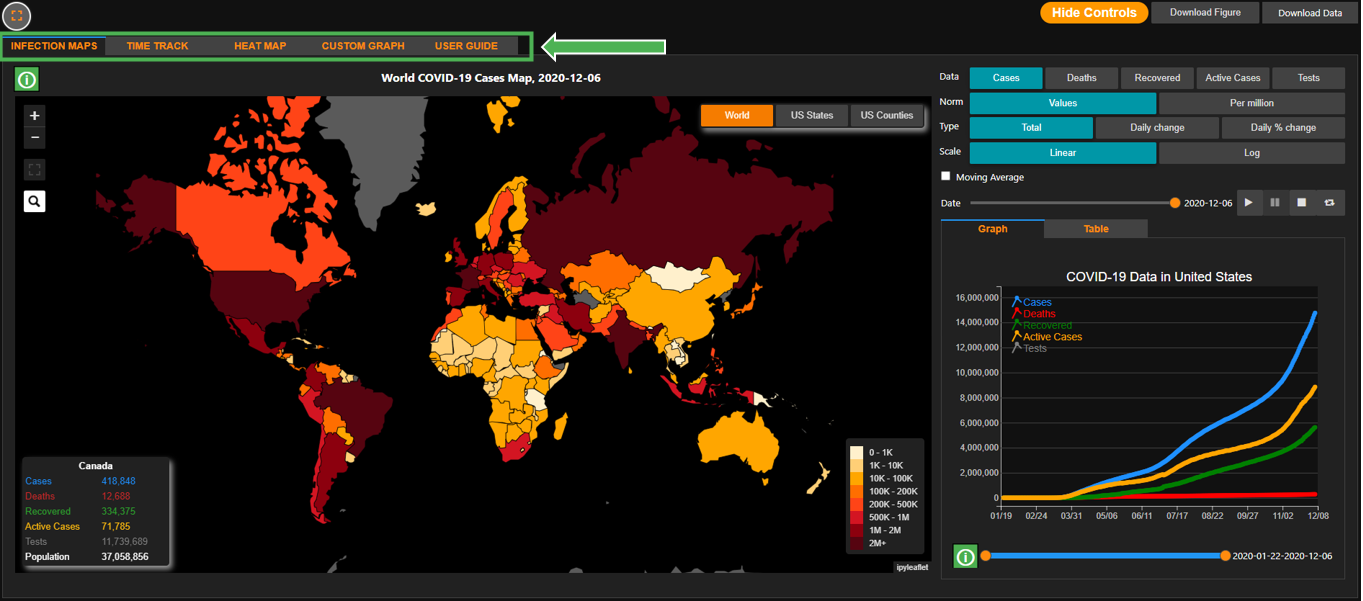 Hide Controls Download Figure Download Data
INFECTION MAPS TIME TRACK HEAT MAP CUSTOM GRAPH USER GUIDE
World COVID-19 Cases Map, 2020-12-06
+
−
World US States US Counties
Canada
Cases 418,848
Deaths 12,688
Recovered 334,375
Active Cases 71,785
Tests 11,739,689
Population 37,058,856
0 - 1K
1K - 10K
10K - 100K
100K - 200K
200K - 500K
500K - 1M
1M - 2M
2M+
ipyleaflet
Data Cases Deaths Recovered Active Cases Tests
Norm Values Per million
Type Total Daily change Daily % change
Scale Linear Log
Moving Average
Date 2020-12-06
Graph Table
COVID-19 Data in United States
Cases
Deaths
Recovered
Active Cases
Tests
16,000,000
14,000,000
12,000,000
10,000,000
8,000,000
6,000,000
4,000,000
2,000,000
0
01/19 02/24 03/31 05/06 06/11 07/17 08/22 09/27 11/02 12/08
2020-01-22-2020-12-06